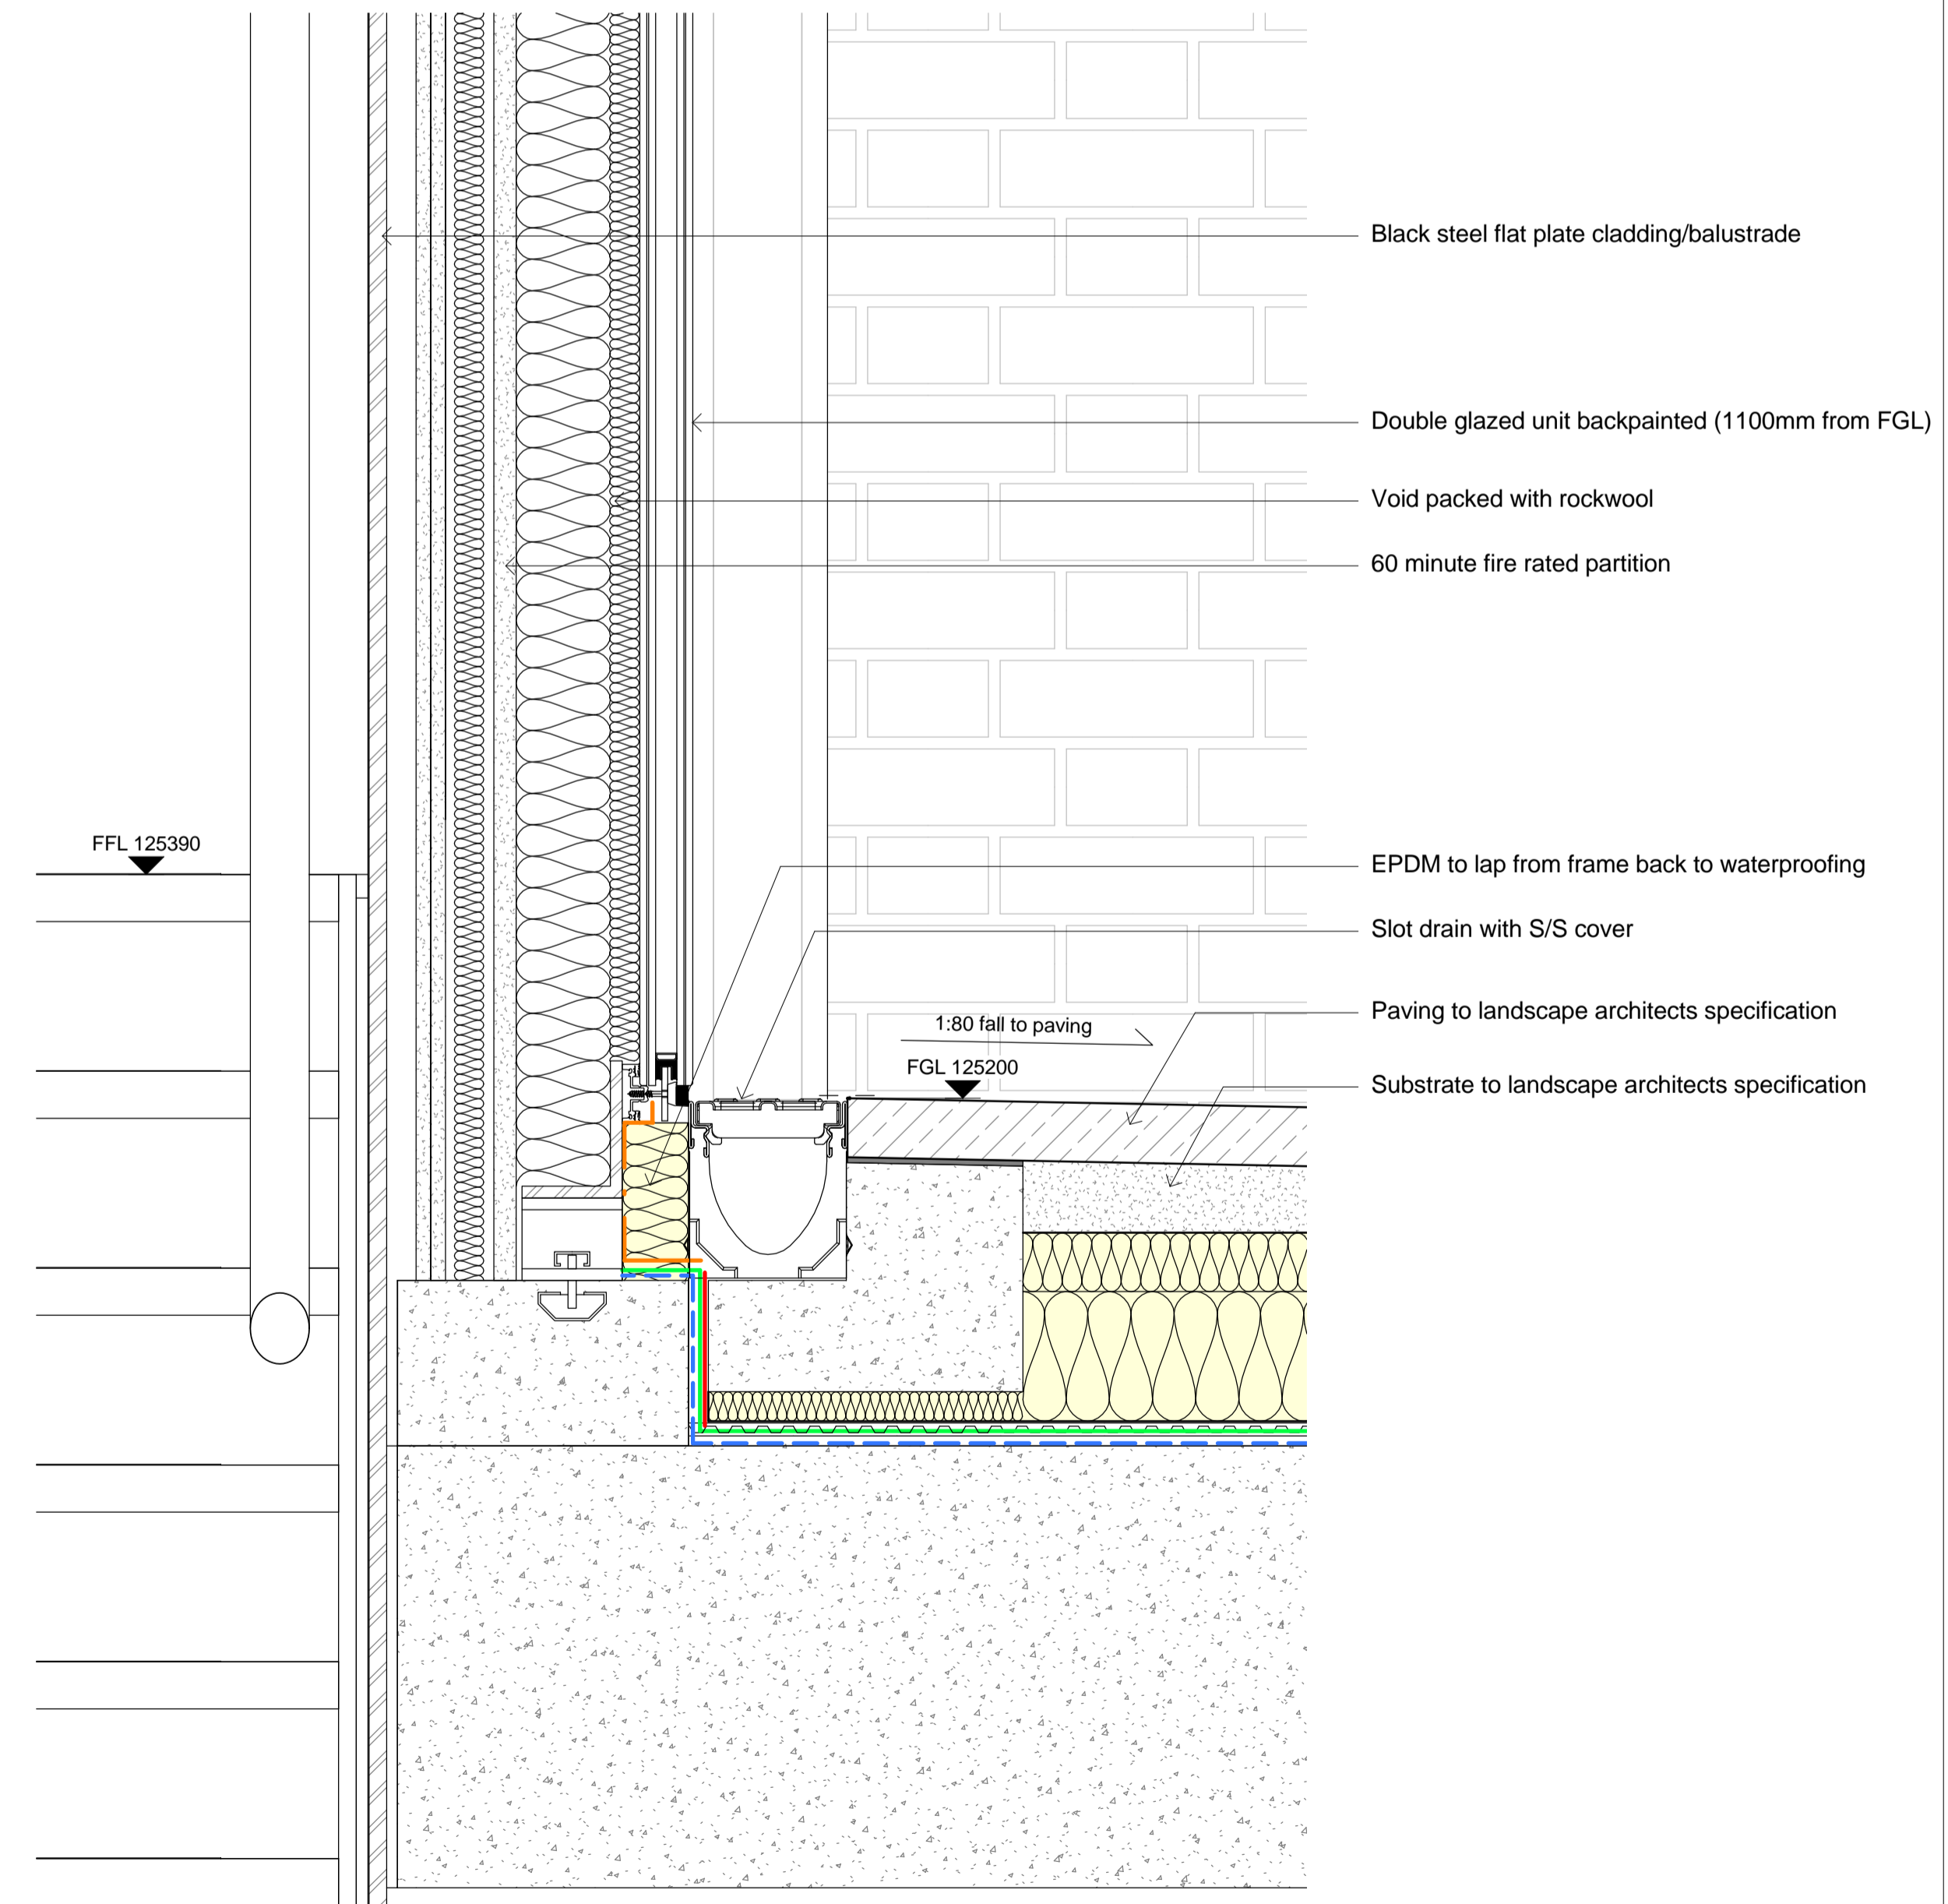 Black steel flat plate cladding/balustrade
Double glazed unit backpainted (1100mm from FGL)
Void packed with rockwool
60 minute fire rated partition
FFL 125390
EPDM to lap from frame back to waterproofing
Slot drain with S/S cover
Paving to landscape architects specification
1:80 fall to paving
FGL 125200
Substrate to landscape architects specification